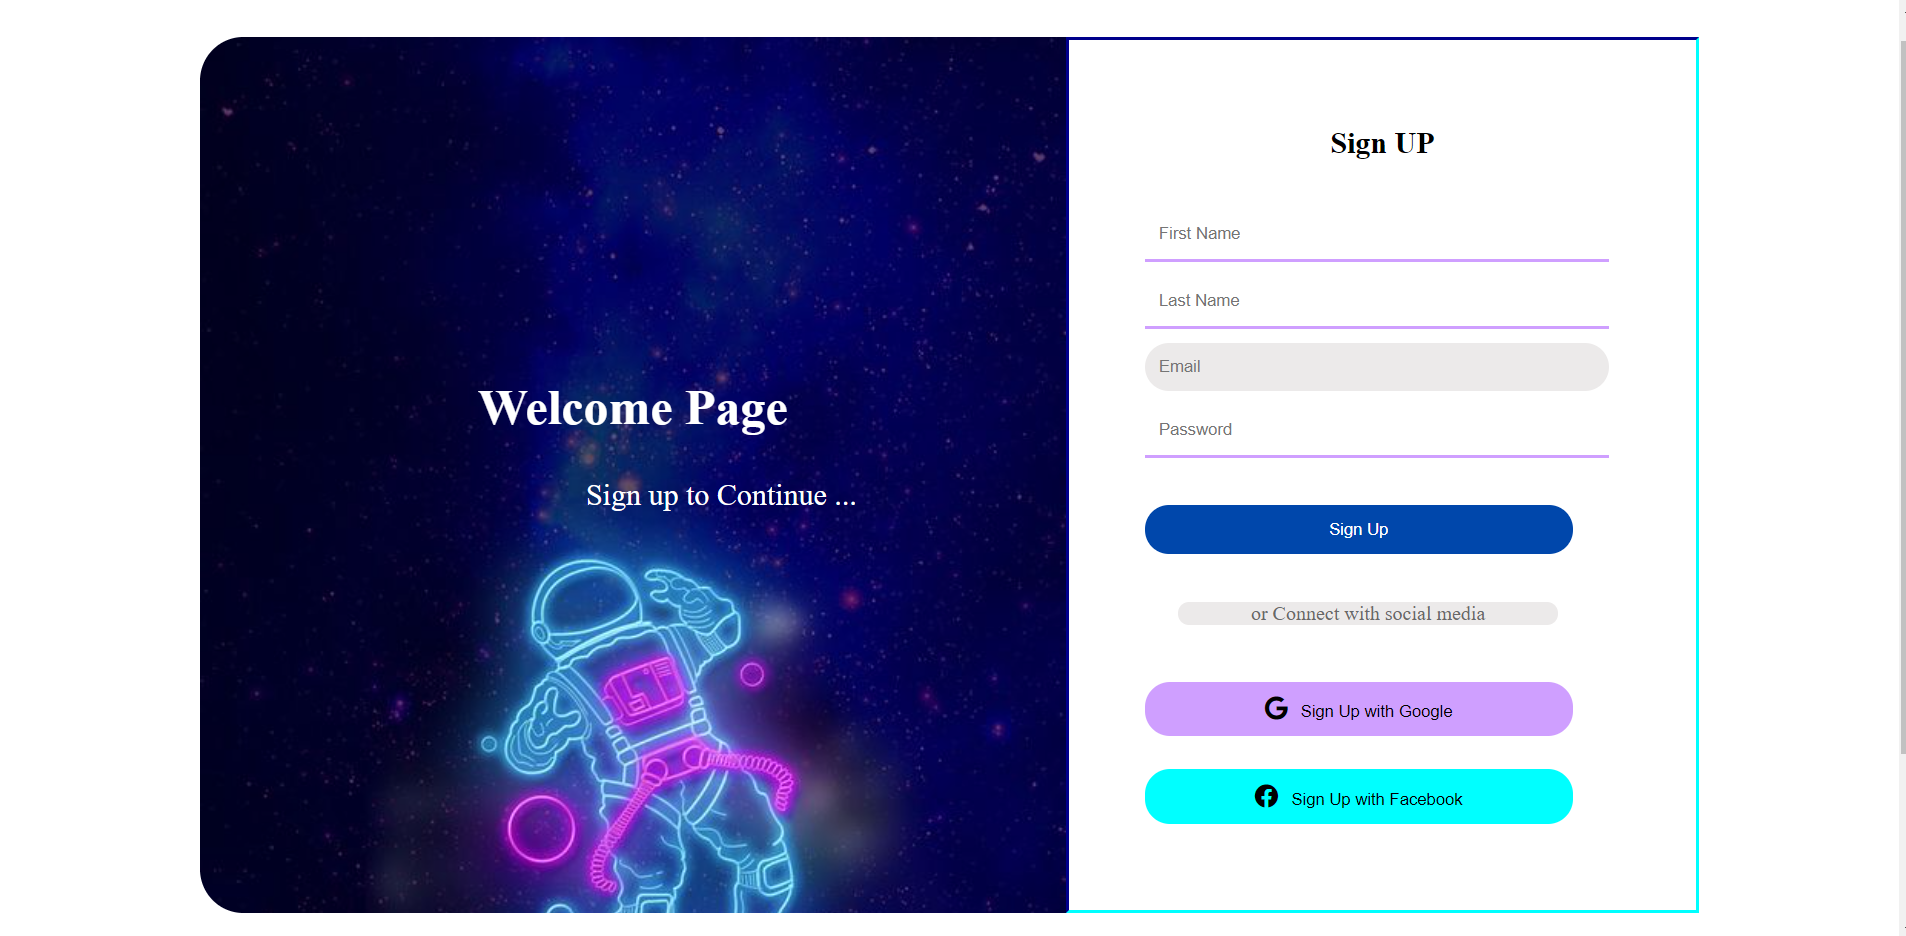 Welcome Page
Sign up to Continue ...
Sign UP
First Name
Last Name
Email
Password
Sign Up
or Connect with social media
Sign Up with Google
Sign Up with Facebook